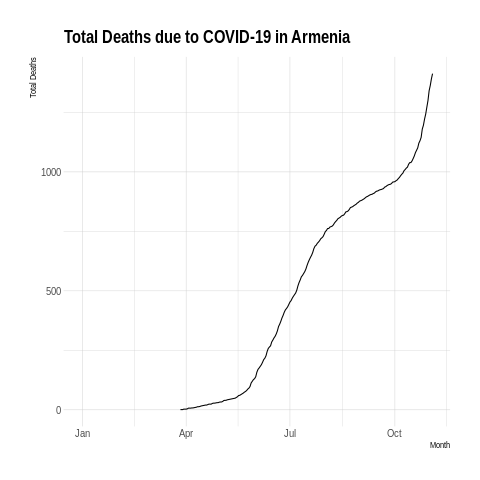 Total Deaths due to COVID-19 in Armenia
Total Deaths
1000
500
0
Jan Apr Jul Oct
Month